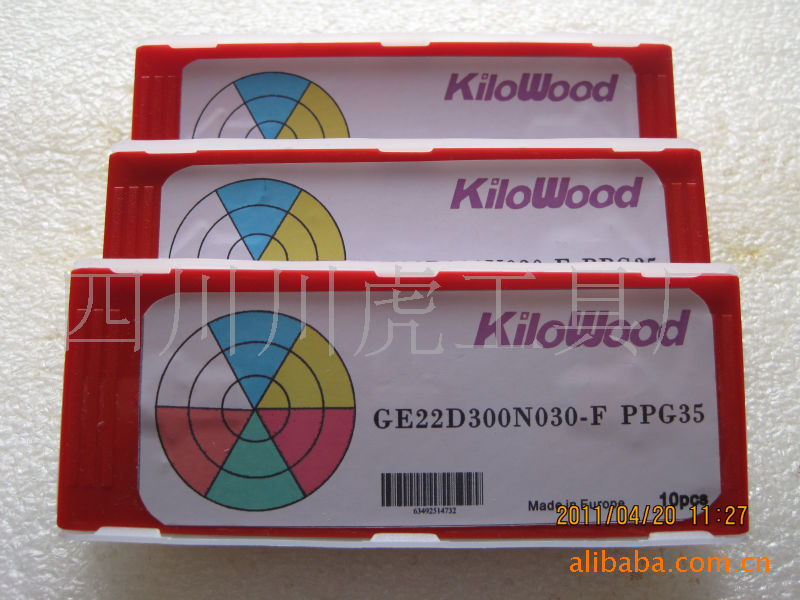 KiloWood
KiloWood
四川川虎工具厂
KiloWood
GE22D300N030-F PPG35
63492514732
Made in Europe 10pcs
2011/04/20 11:27
alibaba.com.cn